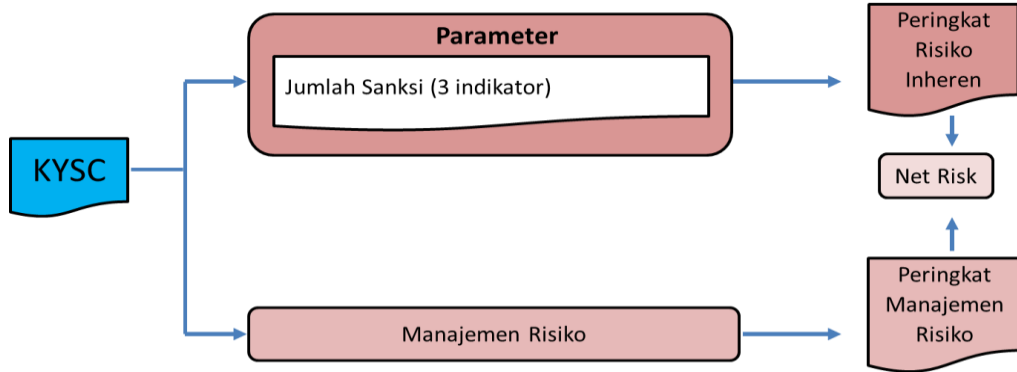 Parameter
Jumlah Sanksi (3 indikator)
Peringkat
Risiko
Inheren
KYSC
Net Risk
Manajemen Risiko
Peringkat
Manajemen
Risiko